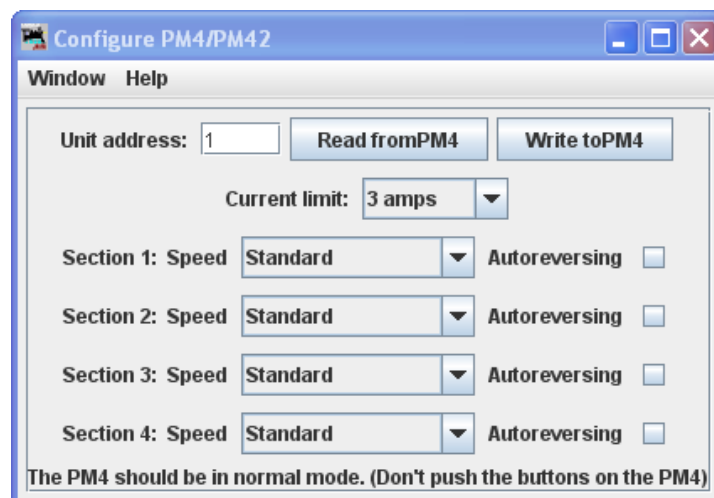 Configure PM4/PM42
Window Help
Unit address: 1 Read fromPM4 Write toPM4
Current limit: 3 amps
Section 1: Speed Standard Autoreversing
Section 2: Speed Standard Autoreversing
Section 3: Speed Standard Autoreversing
Section 4: Speed Standard Autoreversing
The PM4 should be in normal mode. (Don't push the buttons on the PM4)